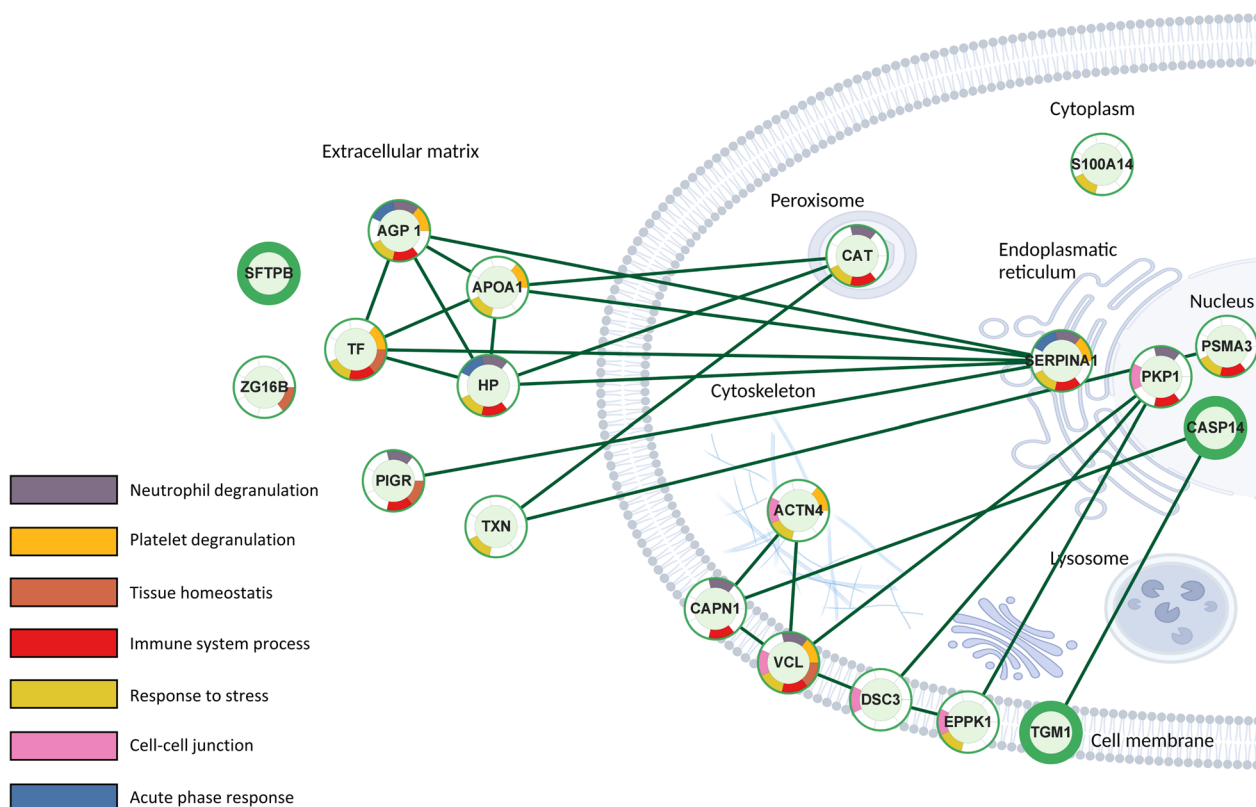 Cytoplasm
Extracellular matrix
S100A14
Peroxisome
AGP 1
Endoplasmatic
reticulum
CAT
SFTPB
APOA1
Nucleus
TF
PSMA3
SERPINA1
PKP1
HP
ZG16B
Cytoskeleton
CASP14
PIGR
Neutrophil degranulation
ACTN4
TXN
Platelet degranulation
Lysosome
Tissue homeostatis
CAPN1
Immune system process
VCL
Response to stress
DSC3
EPPK1
TGM1
Cell membrane
Cell-cell junction
Acute phase response